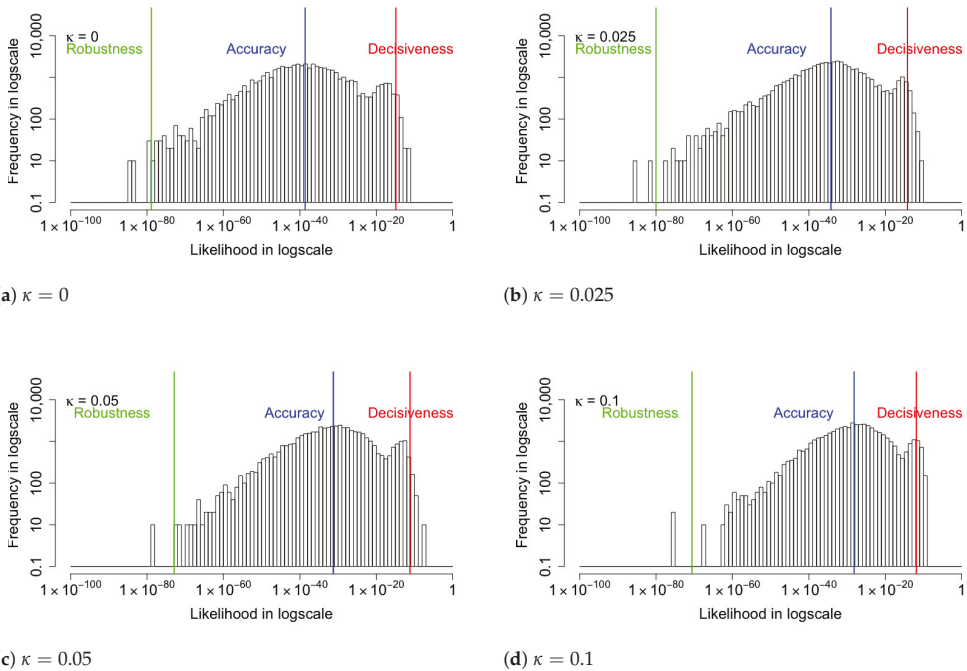 κ = 0
Robustness
Accuracy
Decisiveness
Frequency in logscale
10,000
100
10
0.1
1 × 10⁻¹⁰⁰ 1 × 10⁻⁸⁰ 1 × 10⁻⁶⁰ 1 × 10⁻⁴⁰ 1 × 10⁻²⁰ 1
Likelihood in logscale
a) κ = 0
κ = 0.025
Robustness
Accuracy
Decisiveness
Frequency in logscale
10,000
100
10
0.1
1 × 10⁻¹⁰⁰ 1 × 10⁻⁸⁰ 1 × 10⁻⁶⁰ 1 × 10⁻⁴⁰ 1 × 10⁻²⁰ 1
Likelihood in logscale
(b) κ = 0.025
κ = 0.05
Robustness
Accuracy
Decisiveness
Frequency in logscale
10,000
100
10
0.1
1 × 10⁻¹⁰⁰ 1 × 10⁻⁸⁰ 1 × 10⁻⁶⁰ 1 × 10⁻⁴⁰ 1 × 10⁻²⁰ 1
Likelihood in logscale
c) κ = 0.05
κ = 0.1
Robustness
Accuracy
Decisiveness
Frequency in logscale
10,000
100
10
0.1
1 × 10⁻¹⁰⁰ 1 × 10⁻⁸⁰ 1 × 10⁻⁶⁰ 1 × 10⁻⁴⁰ 1 × 10⁻²⁰ 1
Likelihood in logscale
(d) κ = 0.1